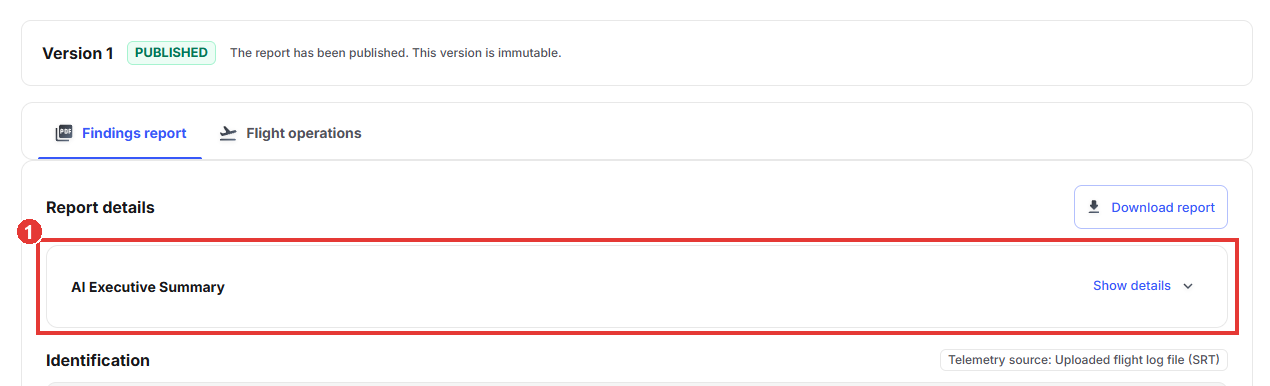 Version 1 PUBLISHED The report has been published. This version is immutable.
Findings report Flight operations
Report details Download report
1
AI Executive Summary Show details
Identification Telemetry source: Uploaded flight log file (SRT)